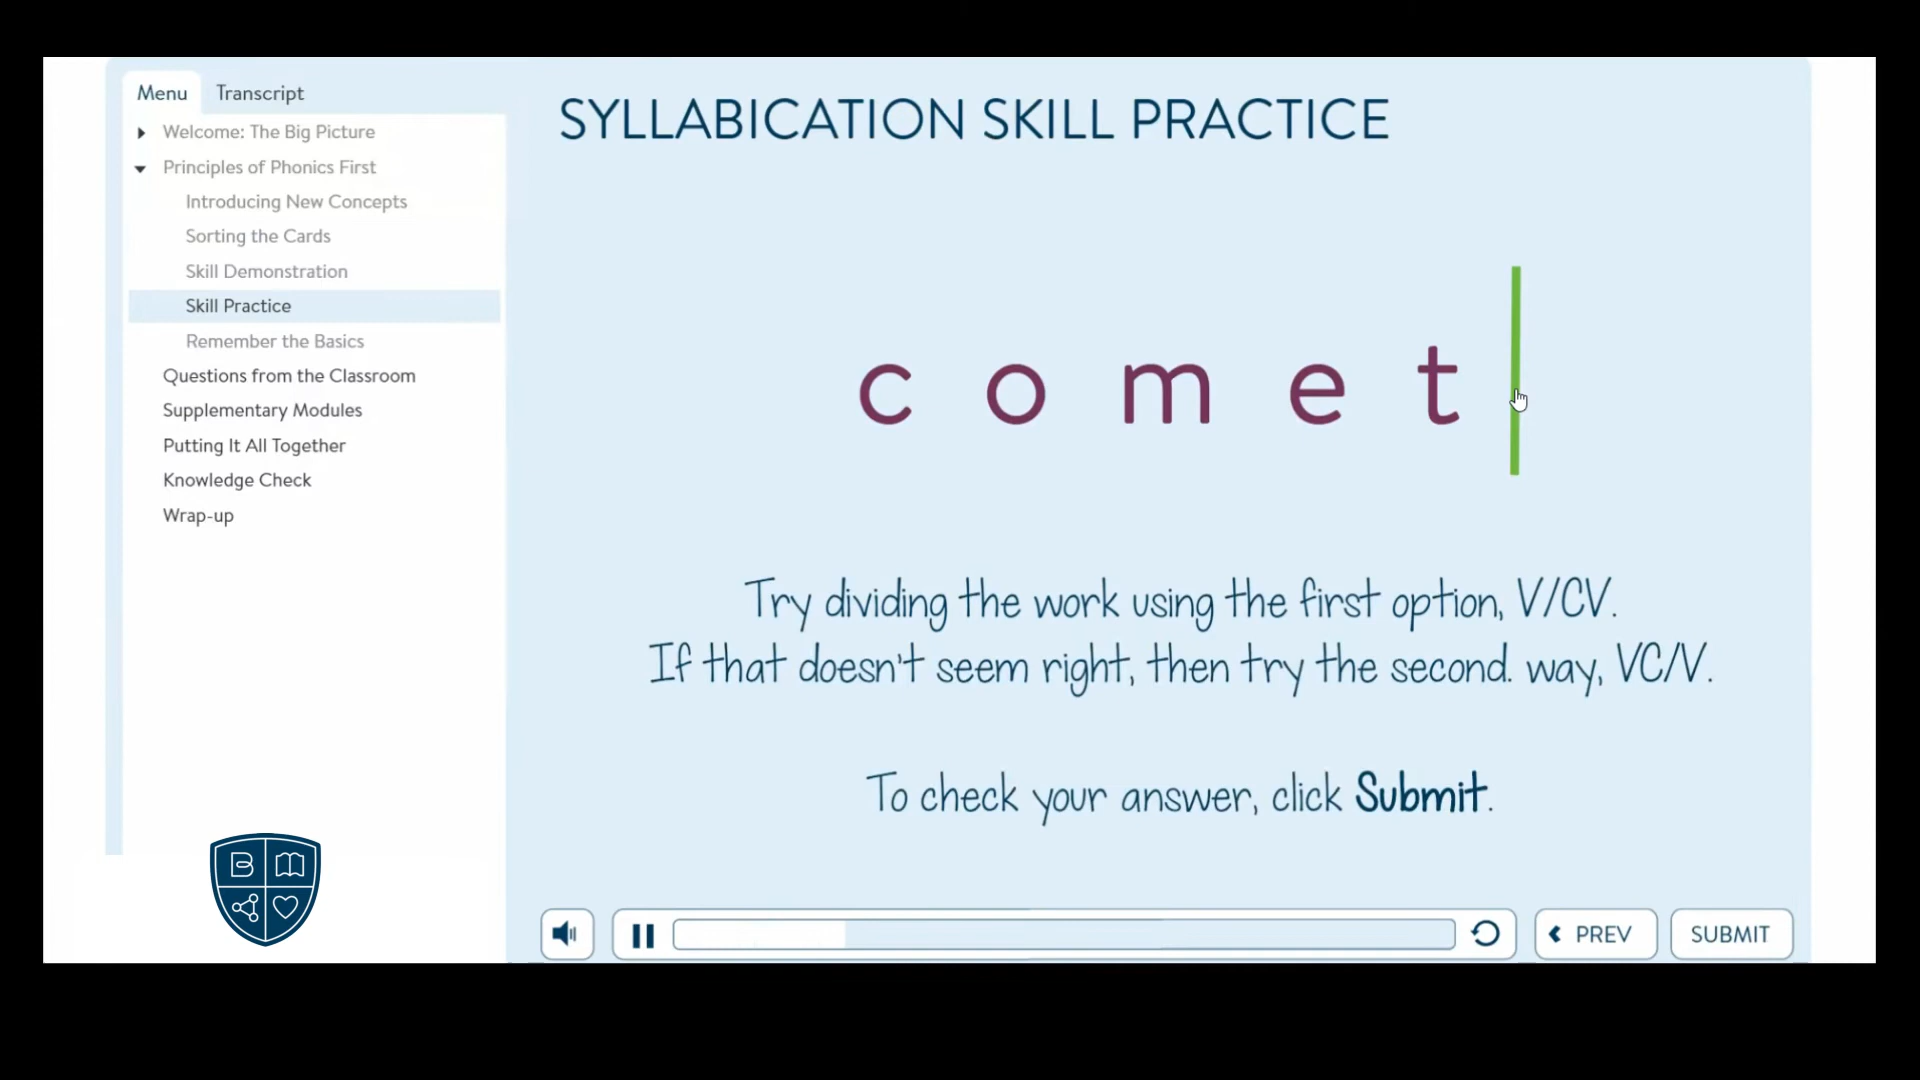 Menu Transcript
Welcome: The Big Picture
Principles of Phonics First
Introducing New Concepts
Sorting the Cards
Skill Demonstration
Skill Practice
Remember the Basics
Questions from the Classroom
Supplementary Modules
Putting It All Together
Knowledge Check
Wrap-up
B
SYLLABICATION SKILL PRACTICE
c o m e t
Try dividing the work using the first option, V/CV.
If that doesn't seem right, then try the second. way, VC/V.
To check your answer, click Submit.
PREV SUBMIT